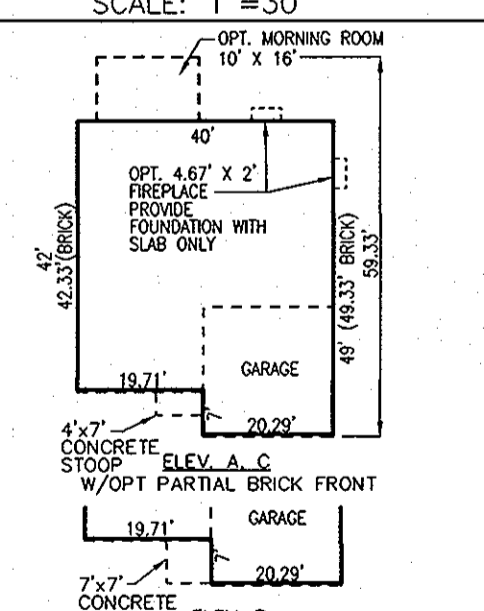 SCALE: 1"=30'
OPT. MORNING ROOM
10' X 16'
40'
OPT. 4.67' X 2'
FIREPLACE
PROVIDE
FOUNDATION WITH
SLAB ONLY
42'
42.33'(BRICK)
49' (49.33' BRICK)
59.33'
GARAGE
19.71'
7'
20.29'
4'x7'
CONCRETE
STOOP
ELEV. A, C
W/OPT PARTIAL BRICK FRONT
GARAGE
19.71'
7'
20.29'
7'x7'
CONCRETE